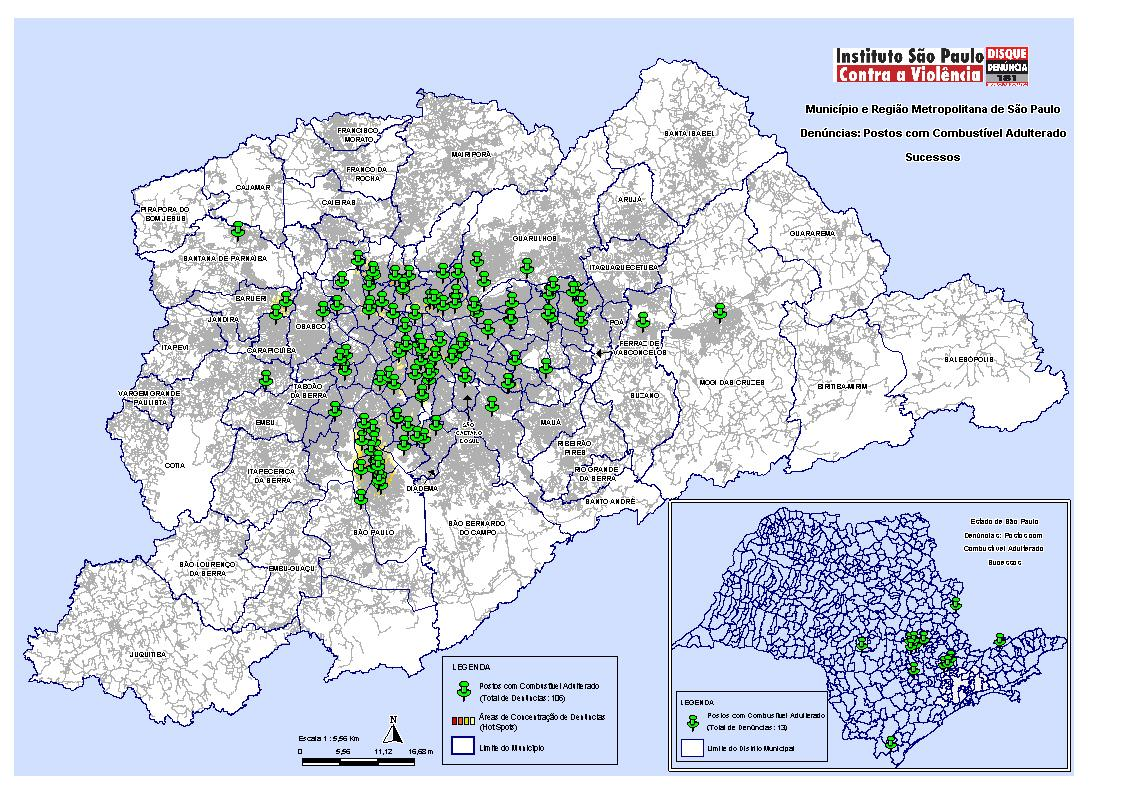 Instituto São Paulo
Contra a Violência
DISQUE
DENÚNCIA
181
Município e Região Metropolitana de São Paulo
Denúncias: Postos com Combustível Adulterado
Sucessos
FRANCISCO
MORATO
MAIRIPORÃ
SANTA ISABEL
FRANCO DA
ROCHA
CAJAMAR
CAIEIRAS
ARUJÁ
PIRAPORA DO
BOM JESUS
GUARULHOS
GUARAREMA
SANTANA DE PARNAÍBA
ITAQUAQUECETUBA
BARUERI
JANDIRA
OSASCO
POÁ
ITAPEVI
CARAPICUÍBA
FERRAZ DE
VASCONCELOS
SALESÓPOLIS
MOGI DAS CRUZES
BIRITIBA-MIRIM
VARGEM GRANDE
PAULISTA
TABOÃO
DA SERRA
SUZANO
EMBU
SÃO
CAETANO
DO SUL
MAUÁ
RIBEIRÃO
PIRES
COTIA
ITAPECERICA
DA SERRA
RIO GRANDE
DA SERRA
DIADEMA
SANTO ANDRÉ
SÃO PAULO
SÃO BERNARDO
DO CAMPO
SÃO LOURENÇO
DA SERRA
EMBU-GUAÇU
JUQUITIBA
Estado de São Paulo
Denúncias: Postos com
Combustível Adulterado
Sucessos
LEGENDA
Postos com Combustível Adulterado
(Total de Denúncias: 106)
Áreas de Concentração de Denúncias
(HotSpots)
Limite do Município
N
Escala 1 : 5,56 Km
0 5,56 11,12 16,68 m
LEGENDA
Postos com Combustível Adulterado
(Total de Denúncias: 13)
Limite do Distrito Municipal